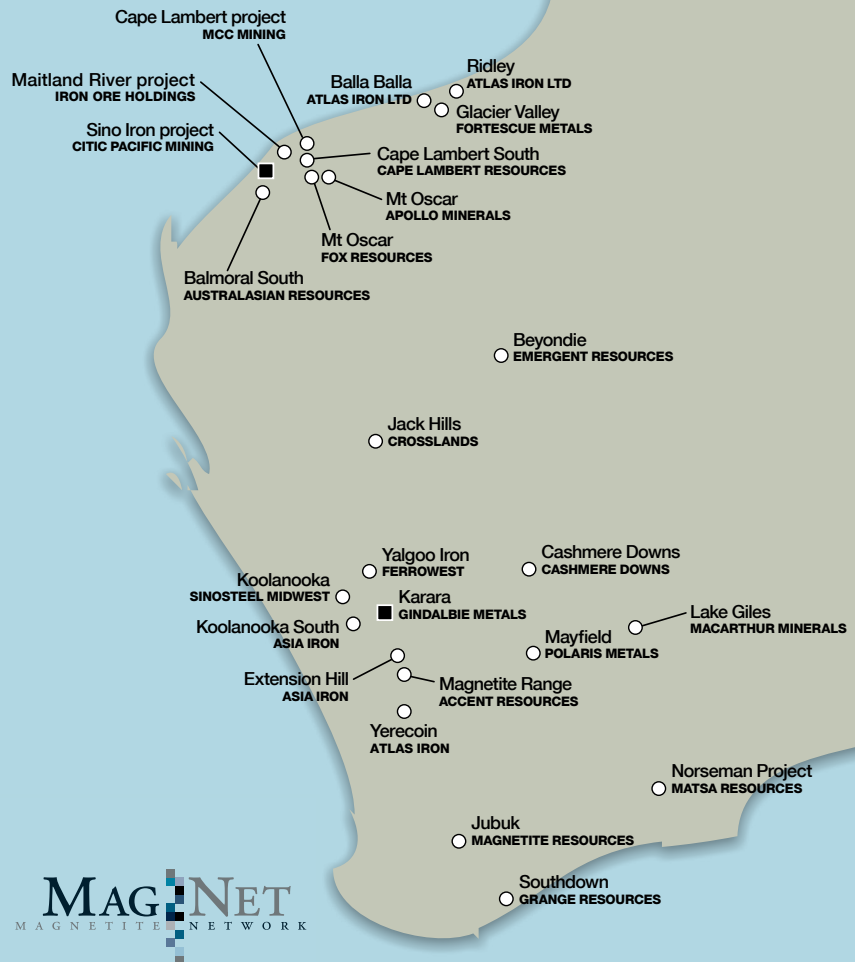 Cape Lambert project
MCC MINING
Maitland River project
IRON ORE HOLDINGS
Sino Iron project
CITIC PACIFIC MINING
Balla Balla
ATLAS IRON LTD
Ridley
ATLAS IRON LTD
Glacier Valley
FORTESCUE METALS
Cape Lambert South
CAPE LAMBERT RESOURCES
Mt Oscar
APOLLO MINERALS
Mt Oscar
FOX RESOURCES
Balmoral South
AUSTRALASIAN RESOURCES
Beyondie
EMERGENT RESOURCES
Jack Hills
CROSSLANDS
Yalgoo Iron
FERROWEST
Cashmere Downs
CASHMERE DOWNS
Koolanooka
SINOSTEEL MIDWEST
Karara
GINDALBIE METALS
Koolanooka South
ASIA IRON
Lake Giles
MACARTHUR MINERALS
Mayfield
POLARIS METALS
Extension Hill
ASIA IRON
Magnetite Range
ACCENT RESOURCES
Yerecoin
ATLAS IRON
Norseman Project
MATSA RESOURCES
Jubuk
MAGNETITE RESOURCES
Southdown
GRANGE RESOURCES
MAGNET
MAGNETITE NETWORK